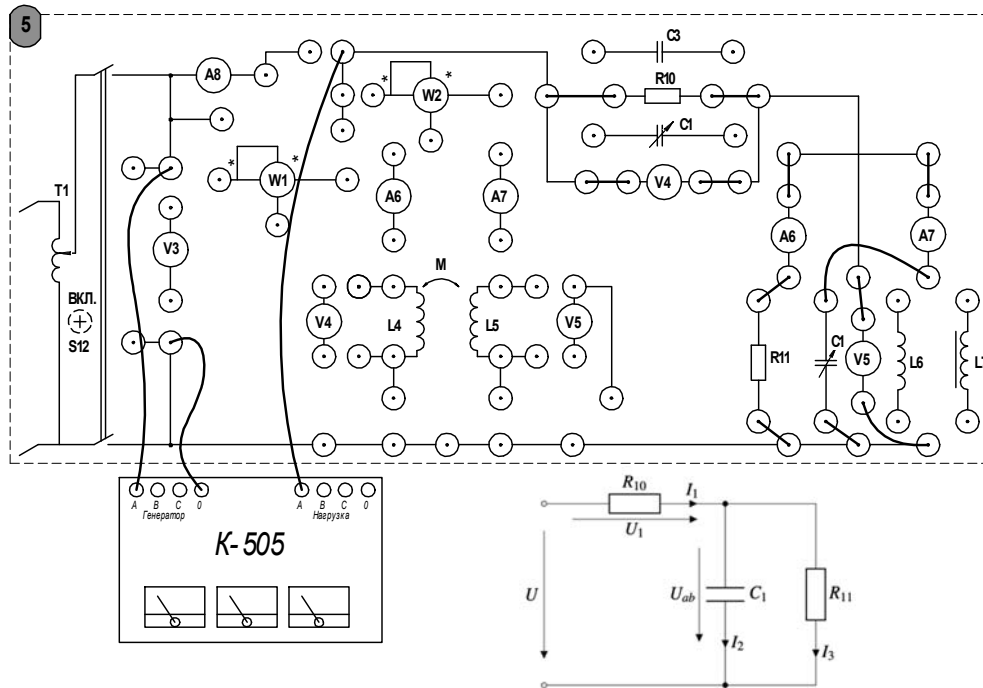 5
C3
A8
R10
* W2 *
C1
T1
* W1 *
A6
A7
V4
V3
A6
A7
M
ВКЛ.
S12
V4
L4
L5
V5
R11
C1
V5
L6
A B C 0
Генератор
A B C 0
Нагрузка
К-505
R10
I1
U1
U
Uab
C1
R11
I2
I3